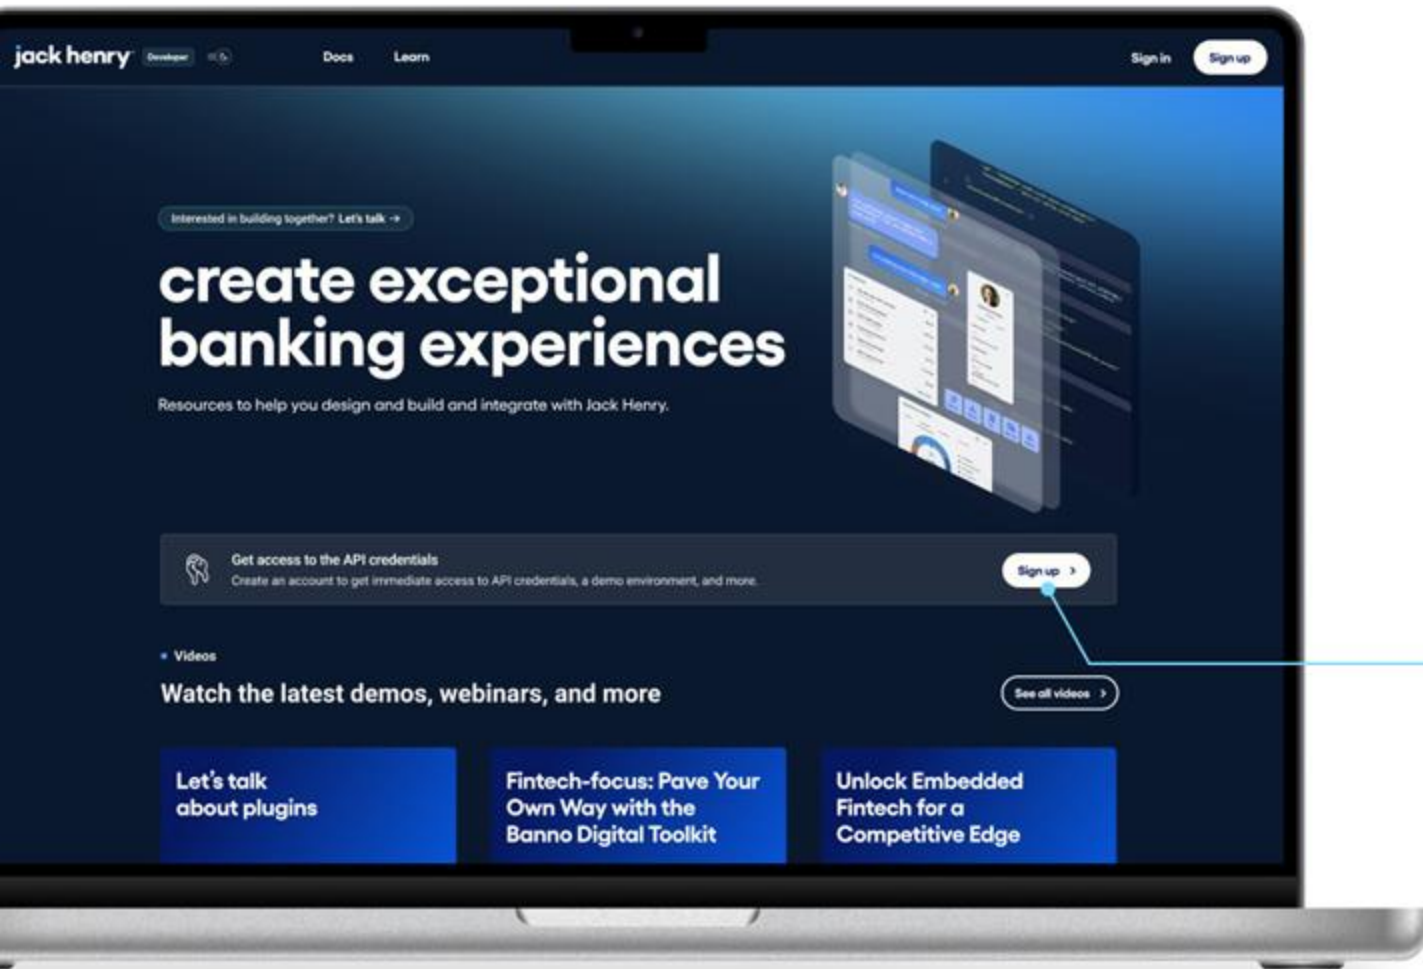 jack henry
Developer
Docs
Learn
Sign in
Sign up
Interested in building together? Let's talk →
create exceptional
banking experiences
Resources to help you design and build and integrate with Jack Henry.
Get access to the API credentials
Create an account to get immediate access to API credentials, a demo environment, and more.
Sign up >
Videos
Watch the latest demos, webinars, and more
See all videos >
Let's talk
about plugins
Fintech-focus: Pave Your
Own Way with the
Banno Digital Toolkit
Unlock Embedded
Fintech for a
Competitive Edge